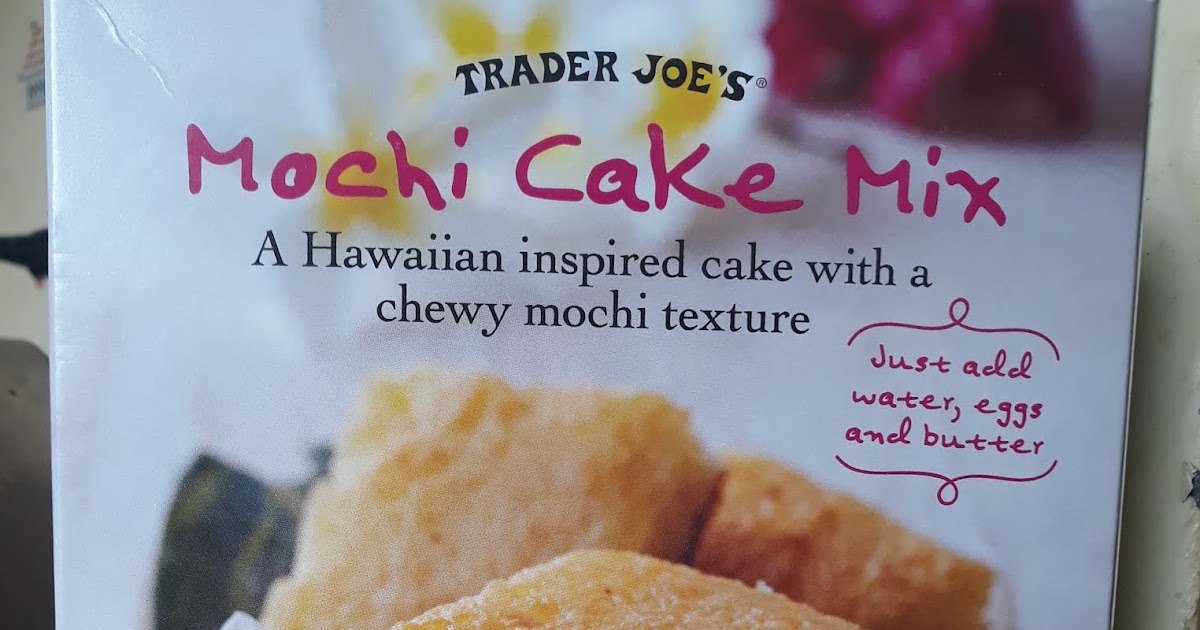 TRADER JOE'S®
Mochi Cake Mix
A Hawaiian inspired cake with a
chewy mochi texture
Just add
water, eggs
and butter